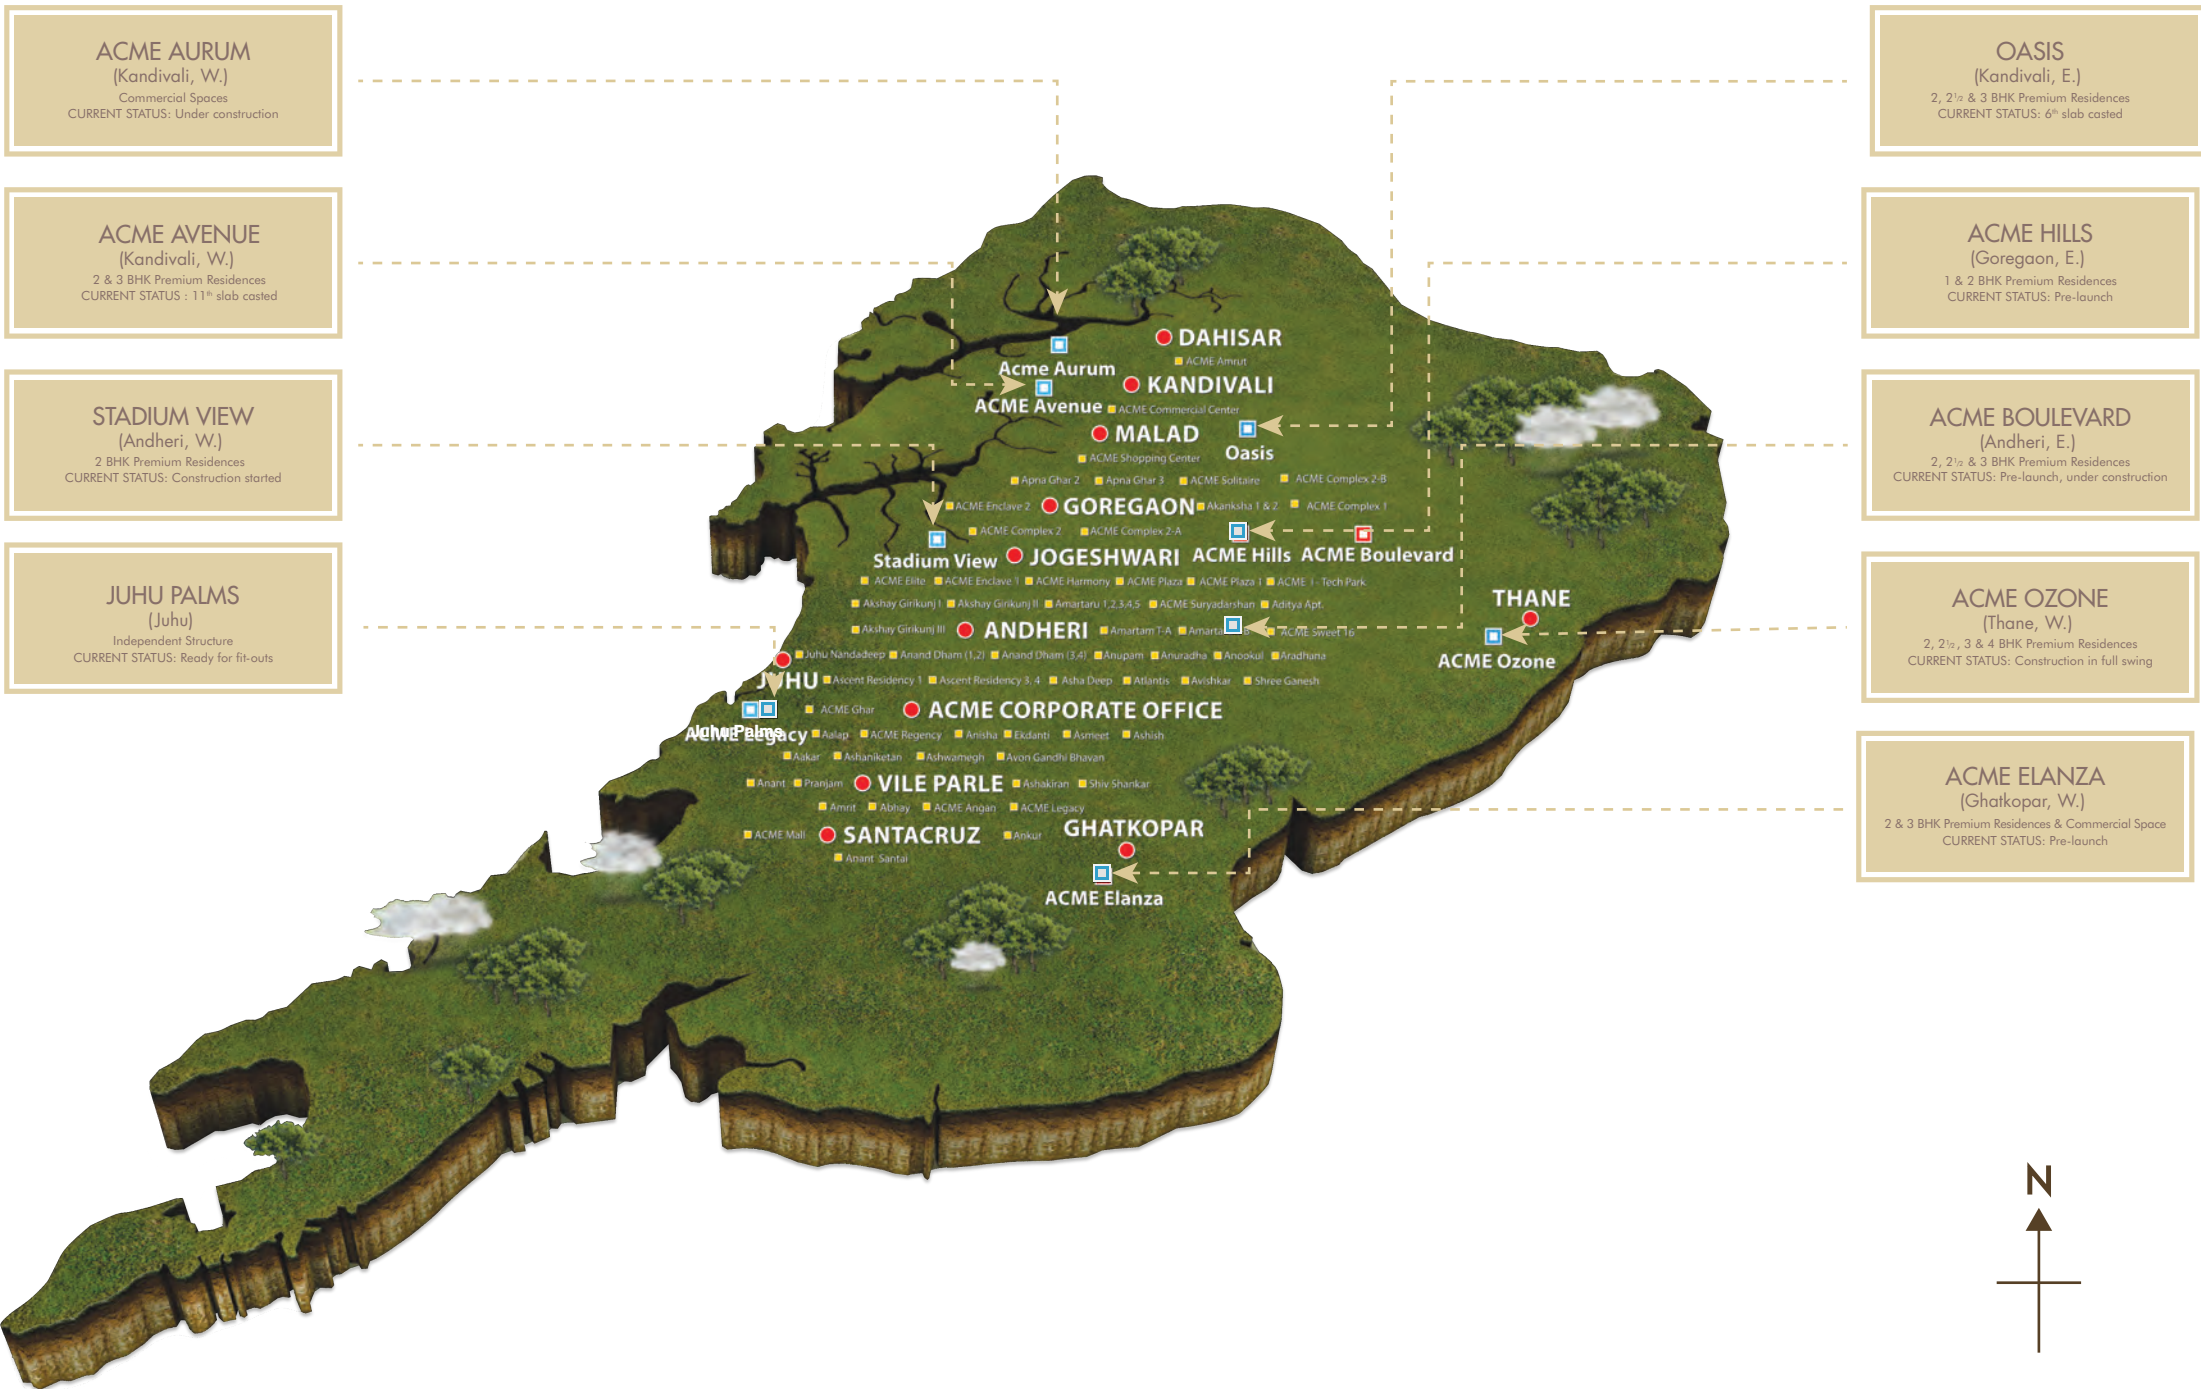 ACME AURUM
(Kandivali, W.)
Commercial Spaces
CURRENT STATUS: Under construction
ACME AVENUE
(Kandivali, W.)
2 & 3 BHK Premium Residences
CURRENT STATUS : 11th slab casted
STADIUM VIEW
(Andheri, W.)
2 BHK Premium Residences
CURRENT STATUS: Construction started
JUHU PALMS
(Juhu)
Independent Structure
CURRENT STATUS: Ready for fit-outs
OASIS
(Kandivali, E.)
2, 2 1/2 & 3 BHK Premium Residences
CURRENT STATUS: 6th slab casted
ACME HILLS
(Goregaon, E.)
1 & 2 BHK Premium Residences
CURRENT STATUS: Pre-launch
ACME BOULEVARD
(Andheri, E.)
2, 2 1/2 & 3 BHK Premium Residences
CURRENT STATUS: Pre-launch, under construction
ACME OZONE
(Thane, W.)
2, 2 1/2, 3 & 4 BHK Premium Residences
CURRENT STATUS: Construction in full swing
ACME ELANZA
(Ghatkopar, W.)
2 & 3 BHK Premium Residences & Commercial Space
CURRENT STATUS: Pre-launch
DAHISAR
ACME Amrut
Acme Aurum
KANDIVALI
ACME Avenue ACME Commercial Center
MALAD
Oasis
ACME Shopping Center
Apna Ghar 2 Apna Ghar 3 ACME Solitaire ACME Complex 2-B
ACME Enclave 2 GOREGAON Akanksha 1 & 2 ACME Complex 1
ACME Complex 2 ACME Complex 2-A
Stadium View JOGESHWARI ACME Hills ACME Boulevard
ACME Elite ACME Enclave 1 ACME Harmony ACME Plaza ACME Plaza 1 ACME I - Tech Park
Akshay Girikunj I Akshay Girikunj II Amartaru 1,2,3,4,5 ACME Suryadarshan Aditya Apt.
Akshay Girikunj III ANDHERI Amartam T-A ACME Sweet 16
THANE
ACME Ozone
Juhu Nandadeep Anand Dham (1,2) Anand Dham (3,4) Anupam Anuradha Anookul Aradhana
JUHU Ascent Residency 1 Ascent Residency 3, 4 Asha Deep Atlantis Avishkar Shree Ganesh
ACME Ghar ACME CORPORATE OFFICE
Juhu Palms
ACME Legacy Aalap ACME Regency Anisha Ekdanti Asmeet Ashish
Aakar Ashaniketan Ashwamegh Avon Gandhi Bhavan
Anant Pranjam VILE PARLE Ashakiran Shiv Shankar
Amrit Abhay ACME Angan ACME Legacy
ACME Mall SANTACRUZ Ankur GHATKOPAR
Anant Santai
ACME Elanza
N